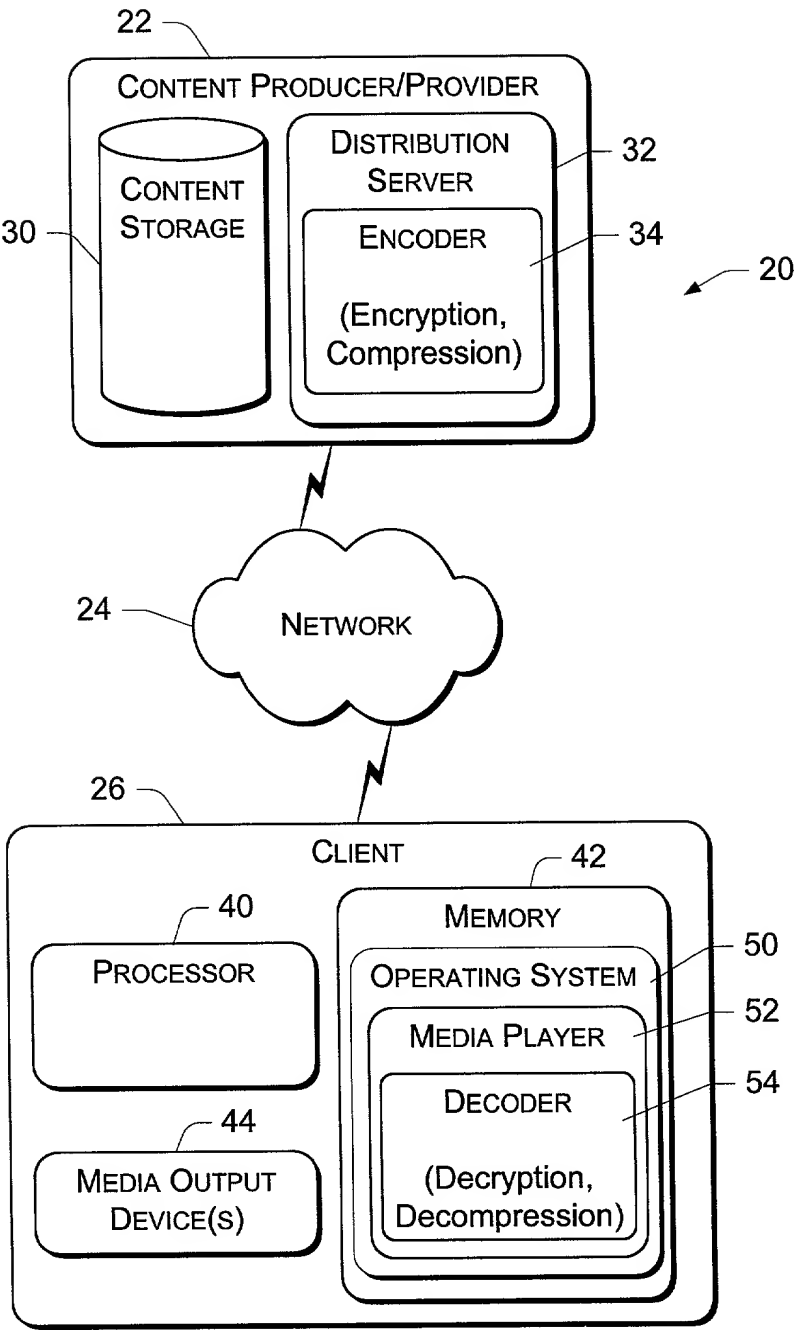 22
CONTENT PRODUCER/PROVIDER
CONTENT
STORAGE
30
DISTRIBUTION
SERVER
32
ENCODER
34
(Encryption,
Compression)
20
24
NETWORK
26
CLIENT
40
PROCESSOR
44
MEDIA OUTPUT
DEVICE(S)
42
MEMORY
50
OPERATING SYSTEM
52
MEDIA PLAYER
54
DECODER
(Decryption,
Decompression)